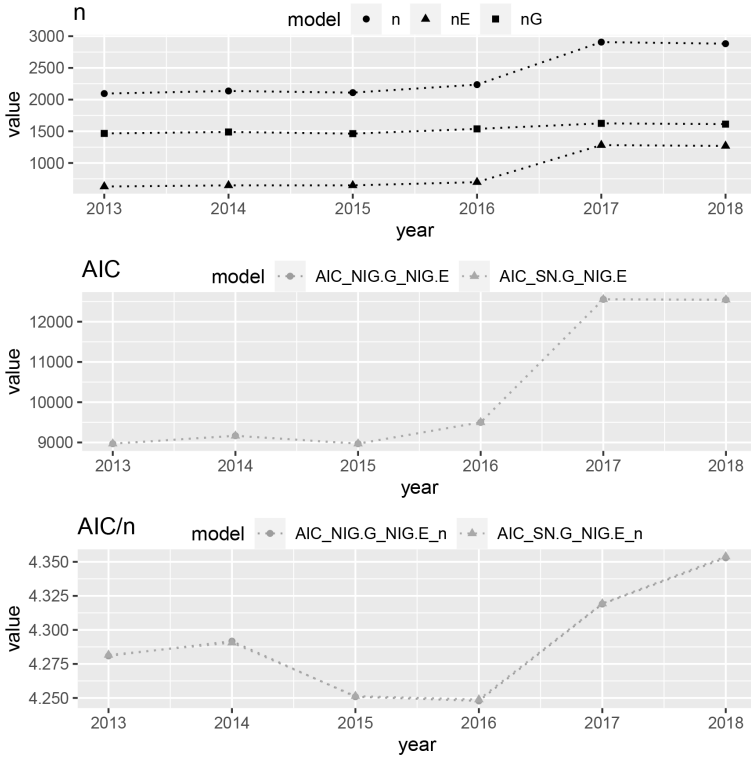 n
model n nE nG
3000
2500
2000
1500
1000
value
2013 2014 2015 2016 2017 2018
year
AIC
model AIC_NIG.G_NIG.E AIC_SN.G_NIG.E
12000
11000
10000
9000
value
2013 2014 2015 2016 2017 2018
year
AIC/n
model AIC_NIG.G_NIG.E_n AIC_SN.G_NIG.E_n
4.350
4.325
4.300
4.275
4.250
value
2013 2014 2015 2016 2017 2018
year